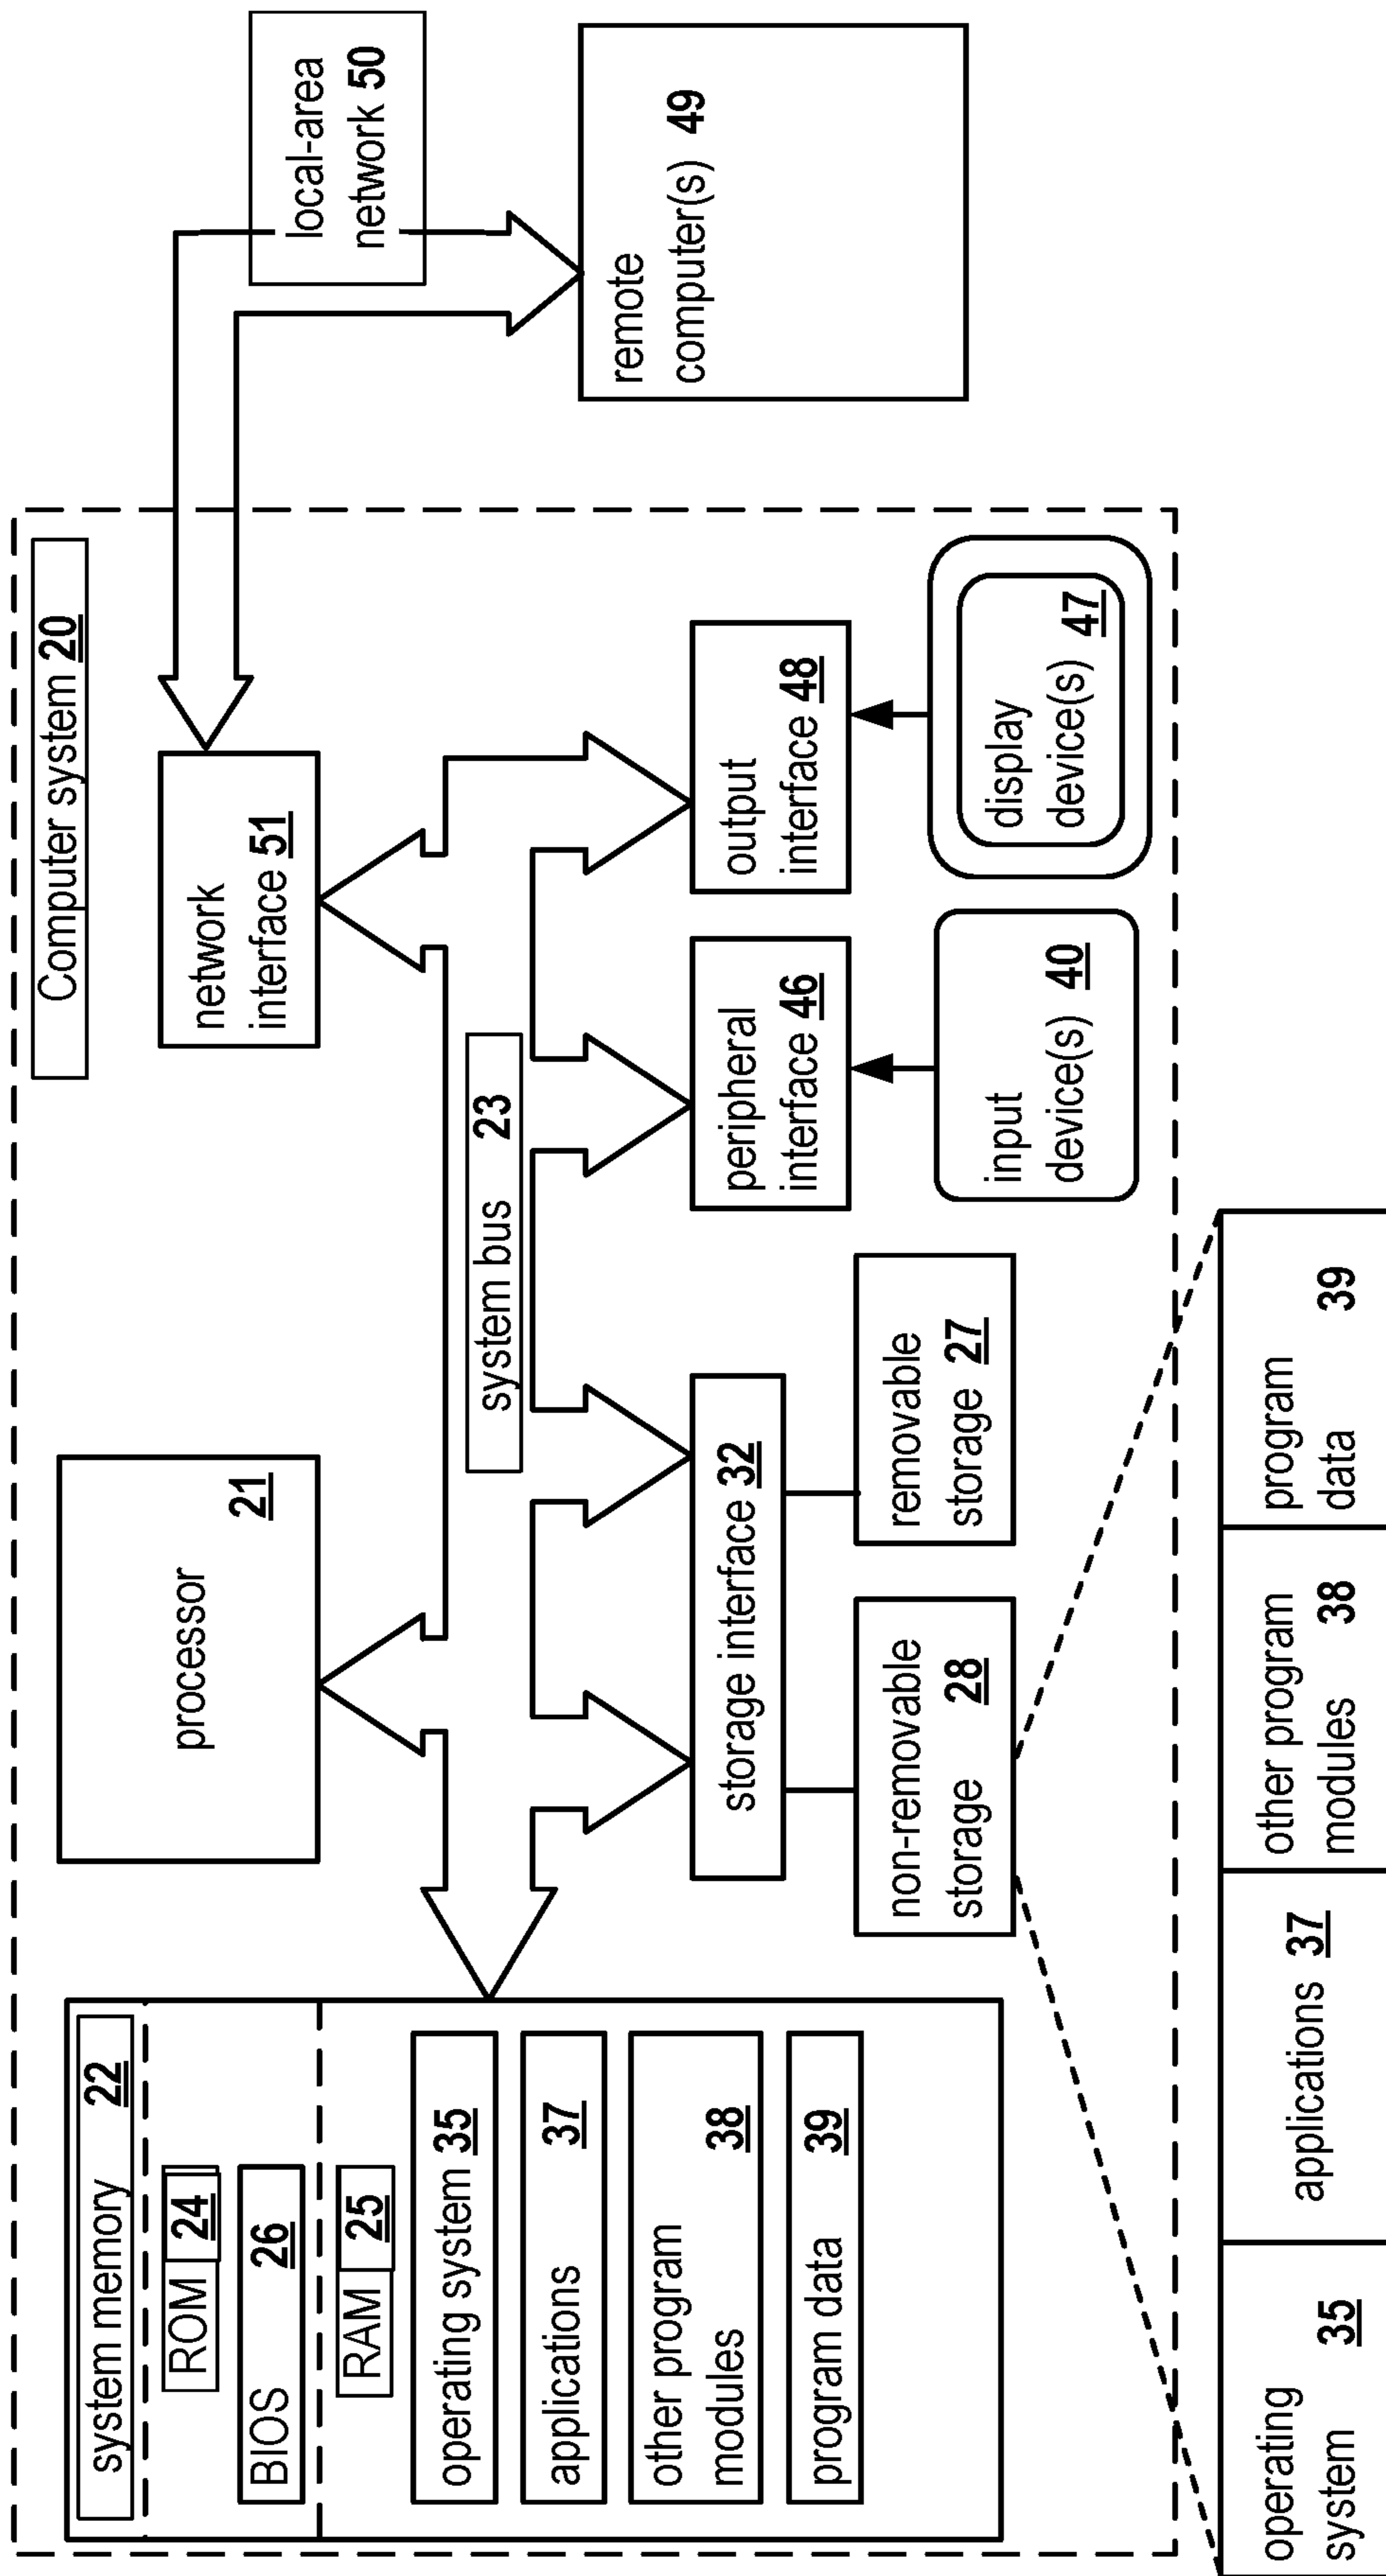 Computer system 20
system memory 22
ROM 24
BIOS 26
RAM 25
operating system 35
applications 37
other program
modules 38
program data 39
processor 21
system bus 23
network
interface 51
local-area
network 50
remote
computer(s) 49
storage interface 32
non-removable
storage 28
removable
storage 27
peripheral
interface 46
output
interface 48
input
device(s) 40
display
device(s) 47
operating
system 35
applications 37
other program
modules 38
program
data 39